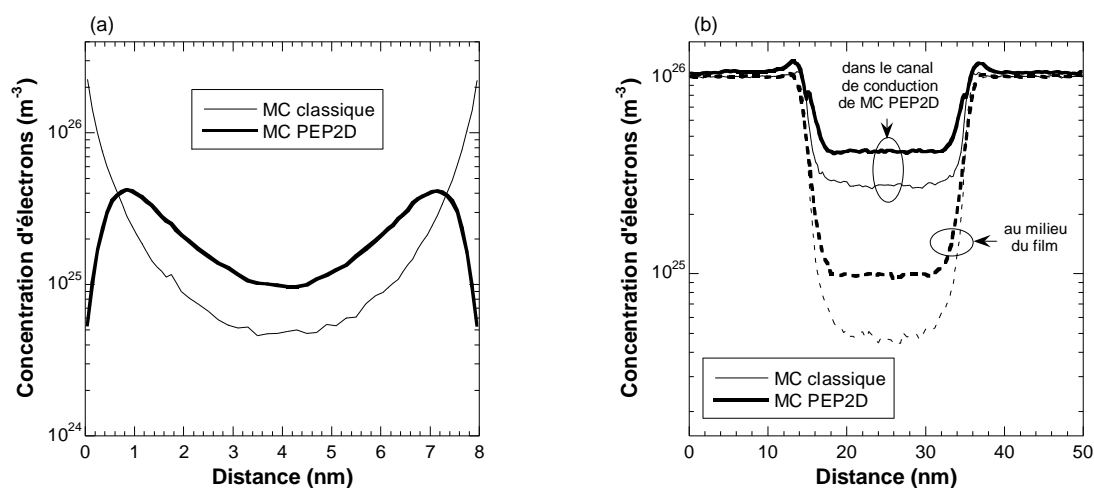 (a)
Concentration d'électrons (m-3)
10²⁶
10²⁵
10²⁴
MC classique
MC PEP2D
0 1 2 3 4 5 6 7 8
Distance (nm)
(b)
Concentration d'électrons (m-3)
10²⁶
10²⁵
dans le canal
de conduction
de MC PEP2D
au milieu
du film
MC classique
MC PEP2D
0 10 20 30 40 50
Distance (nm)